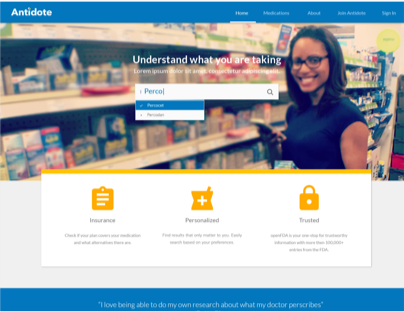 Antidote
Home Medications About Join Antidote Sign In
Understand what you are taking
Lorem ipsum dolor sit amet, consectetur adipiscing elit.
Perco
Percocet
Percodan
Insurance Personalized Trusted
Check if your plan covers your medication
and what alternatives there are.
Find results that only matter to you. Easily
search based on your preferences.
openFDA is your one stop for trustworthy
information with more then 100,000+
entries from the FDA.
"I love being able to do my own research about what my doctor perscribes"